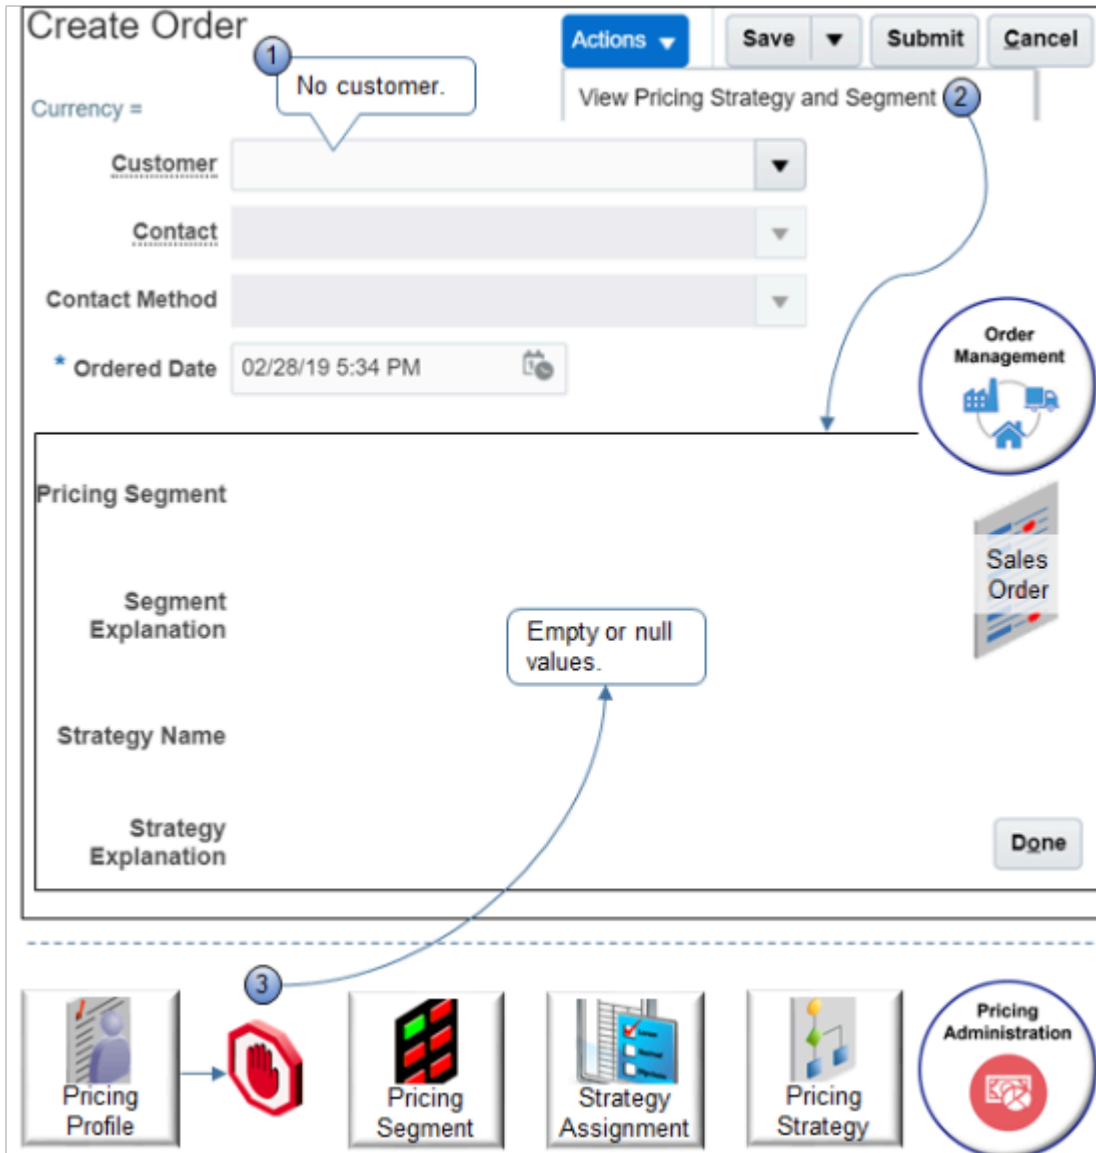 Create Order
Actions
Save
Submit
Cancel
1
No customer.
View Pricing Strategy and Segment
2
Currency =
Customer
Contact
Contact Method
* Ordered Date
02/28/19 5:34 PM
Order
Management
Pricing Segment
Sales
Order
Segment
Explanation
Empty or null
values.
Strategy Name
Strategy
Explanation
Done
3
Pricing
Profile
Pricing
Segment
Strategy
Assignment
Pricing
Strategy
Pricing
Administration